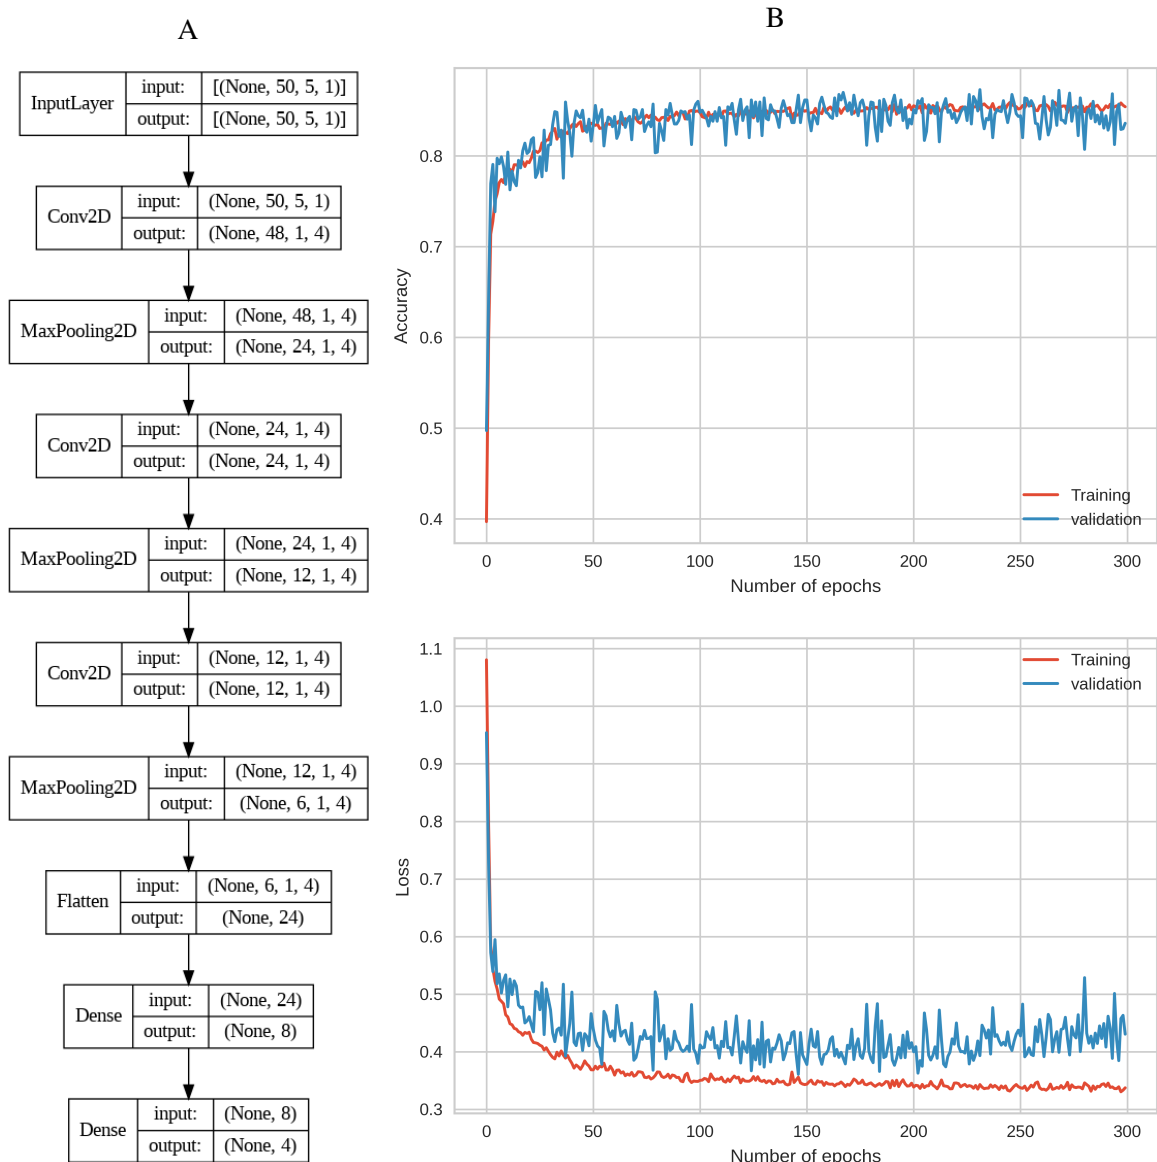 A
InputLayer
input: [(None, 50, 5, 1)]
output: [(None, 50, 5, 1)]
Conv2D
input: (None, 50, 5, 1)
output: (None, 48, 1, 4)
MaxPooling2D
input: (None, 48, 1, 4)
output: (None, 24, 1, 4)
Conv2D
input: (None, 24, 1, 4)
output: (None, 24, 1, 4)
MaxPooling2D
input: (None, 24, 1, 4)
output: (None, 12, 1, 4)
Conv2D
input: (None, 12, 1, 4)
output: (None, 12, 1, 4)
MaxPooling2D
input: (None, 12, 1, 4)
output: (None, 6, 1, 4)
Flatten
input: (None, 6, 1, 4)
output: (None, 24)
Dense
input: (None, 24)
output: (None, 8)
Dense
input: (None, 8)
output: (None, 4)
B
Accuracy
0.8
0.7
0.6
0.5
0.4
Training
validation
0 50 100 150 200 250 300
Number of epochs
Loss
1.1
1.0
0.9
0.8
0.7
0.6
0.5
0.4
0.3
Training
validation
0 50 100 150 200 250 300
Number of epochs